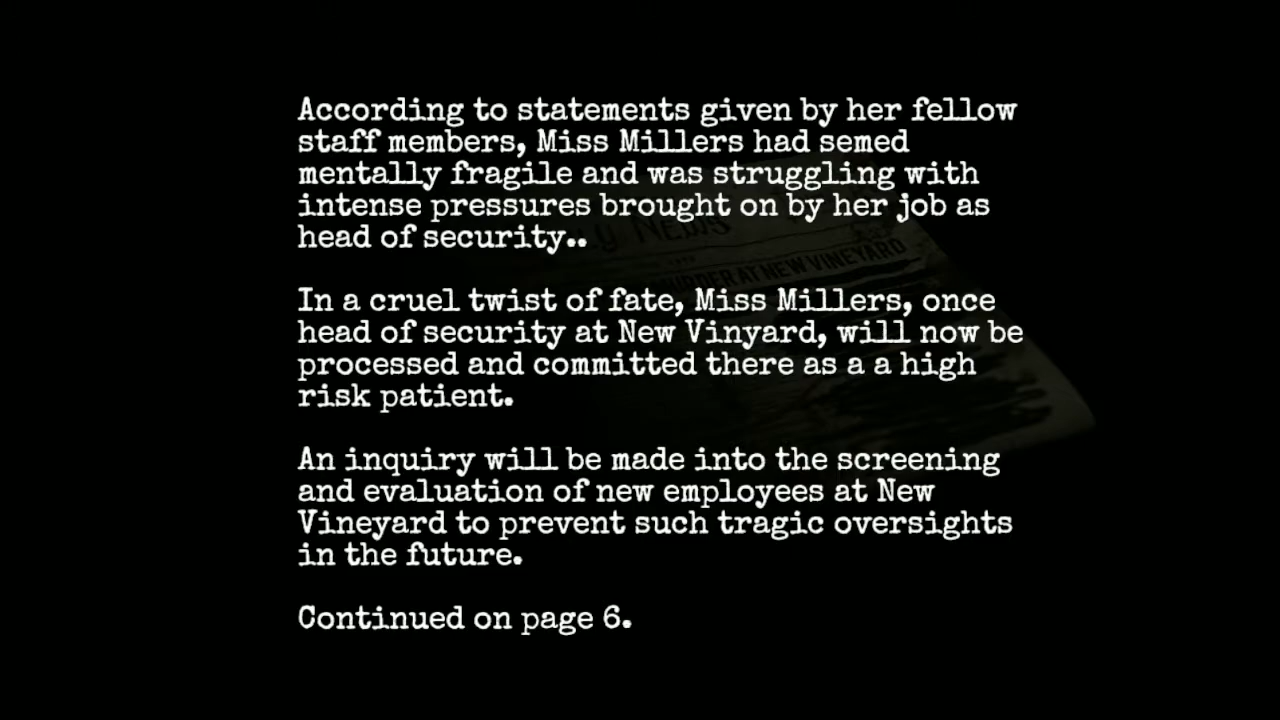 According to statements given by her fellow
staff members, Miss Millers had semed
mentally fragile and was struggling with
intense pressures brought on by her job as
head of security..
In a cruel twist of fate, Miss Millers, once
head of security at New Vinyard, will now be
processed and committed there as a a high
risk patient.
An inquiry will be made into the screening
and evaluation of new employees at New
Vineyard to prevent such tragic oversights
in the future.
Continued on page 6.
News
AT NEW VINEYARD